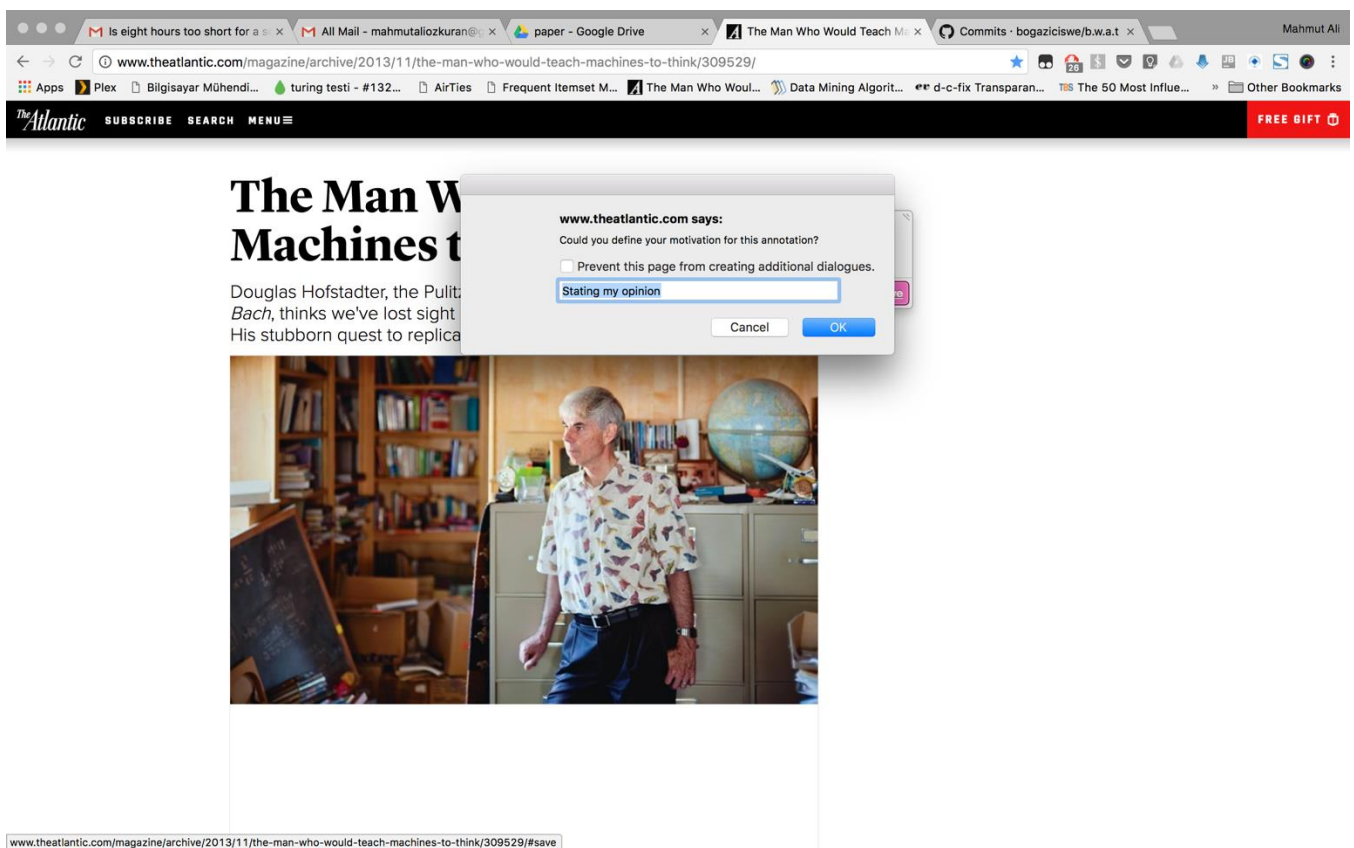 Is eight hours too short for a s
All Mail - mahmutaliozkuran@g
paper - Google Drive
The Man Who Would Teach Ma
Commits · bogaziciswe/b.w.a.t
Mahmut Ali
www.theatlantic.com/magazine/archive/2013/11/the-man-who-would-teach-machines-to-think/309529/
26
Apps
Plex
Bilgisayar Mühendi...
turing testi - #132...
AirTies
Frequent Itemset M...
The Man Who Woul...
Data Mining Algorit...
d-c-fix Transparan...
TBS The 50 Most Influe...
»
Other Bookmarks
The Atlantic
SUBSCRIBE SEARCH MENU
FREE GIFT
The Man W
Machines t
Douglas Hofstadter, the Pulit
Bach, thinks we've lost sight
His stubborn quest to replica
www.theatlantic.com says:
Could you define your motivation for this annotation?
Prevent this page from creating additional dialogues.
Stating my opinion
Cancel OK
www.theatlantic.com/magazine/archive/2013/11/the-man-who-would-teach-machines-to-think/309529/#save